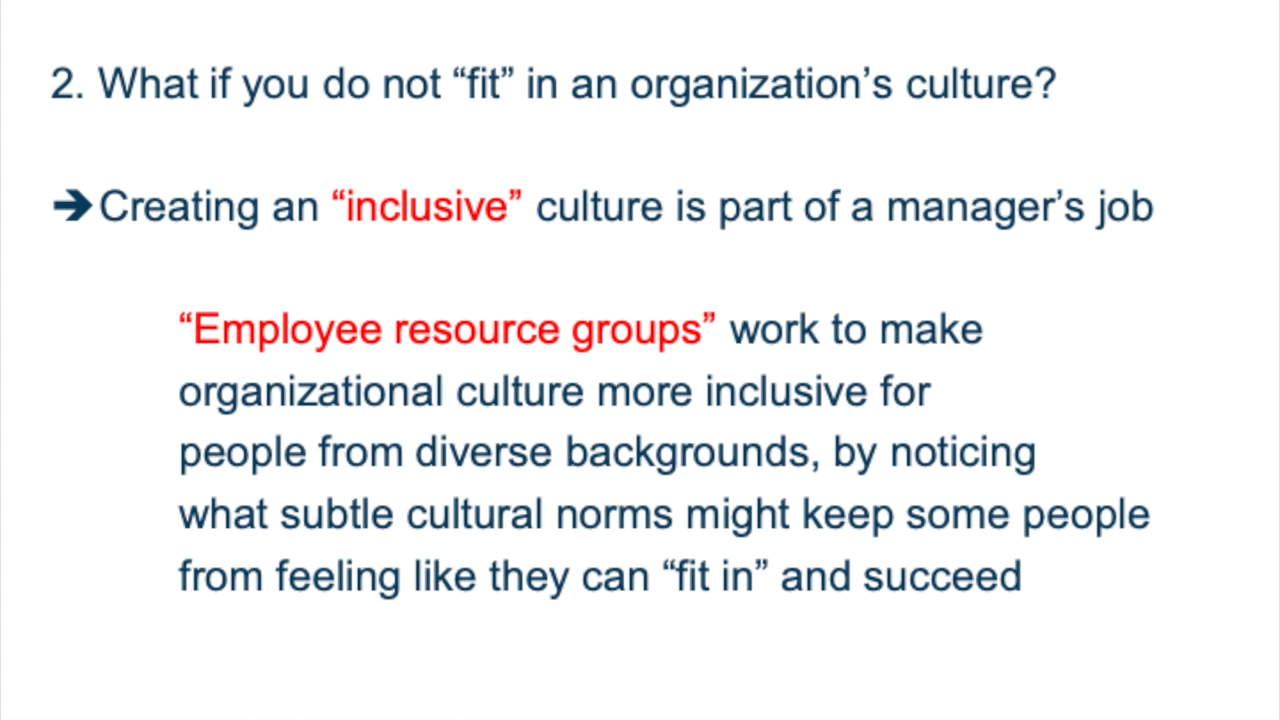 2. What if you do not “fit” in an organization’s culture?
➔Creating an “inclusive” culture is part of a manager’s job
“Employee resource groups” work to make
organizational culture more inclusive for
people from diverse backgrounds, by noticing
what subtle cultural norms might keep some people
from feeling like they can “fit in” and succeed